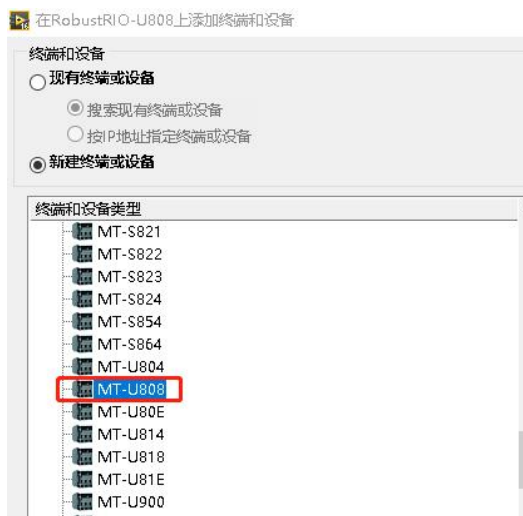 在RobustRIO-U808上添加终端和设备
终端和设备
现有终端或设备
搜索现有终端或设备
按IP地址指定终端或设备
新建终端或设备
终端和设备类型
MT-S821
MT-S822
MT-S823
MT-S824
MT-S854
MT-S864
MT-U804
MT-U808
MT-U80E
MT-U814
MT-U818
MT-U81E
MT-U900